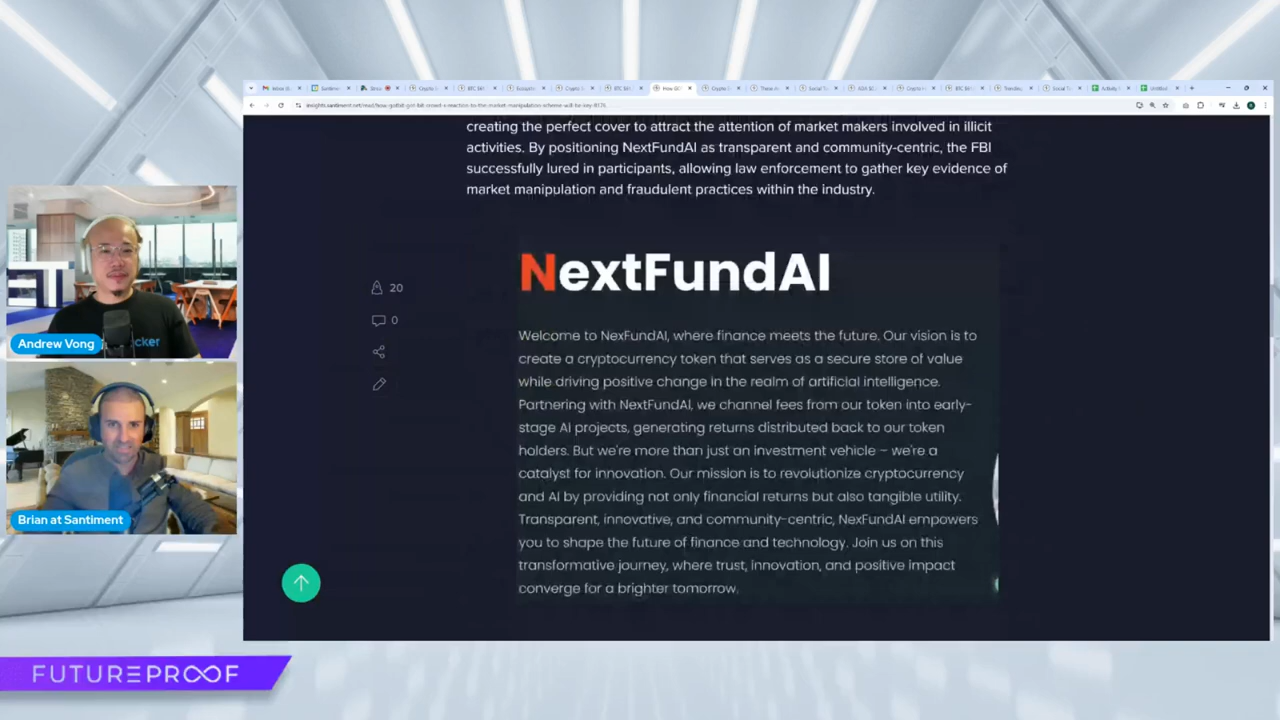 creating the perfect cover to attract the attention of market makers involved in illicit
activities. By positioning NextFundAI as transparent and community-centric, the FBI
successfully lured in participants, allowing law enforcement to gather key evidence of
market manipulation and fraudulent practices within the industry.
NextFundAI
20
0
Welcome to NexFundAI, where finance meets the future. Our vision is to
create a cryptocurrency token that serves as a secure store of value
while driving positive change in the realm of artificial intelligence.
Partnering with NextFundAI, we channel fees from our token into early-
stage AI projects, generating returns distributed back to our token
holders. But we're more than just an investment vehicle – we're a
catalyst for innovation. Our mission is to revolutionize cryptocurrency
and AI by providing not only financial returns but also tangible utility.
Transparent, innovative, and community-centric, NexFundAI empowers
you to shape the future of finance and technology. Join us on this
transformative journey, where trust, innovation, and positive impact
converge for a brighter tomorrow.
Andrew Vong
Brian at Santiment
FUTUREPROOF